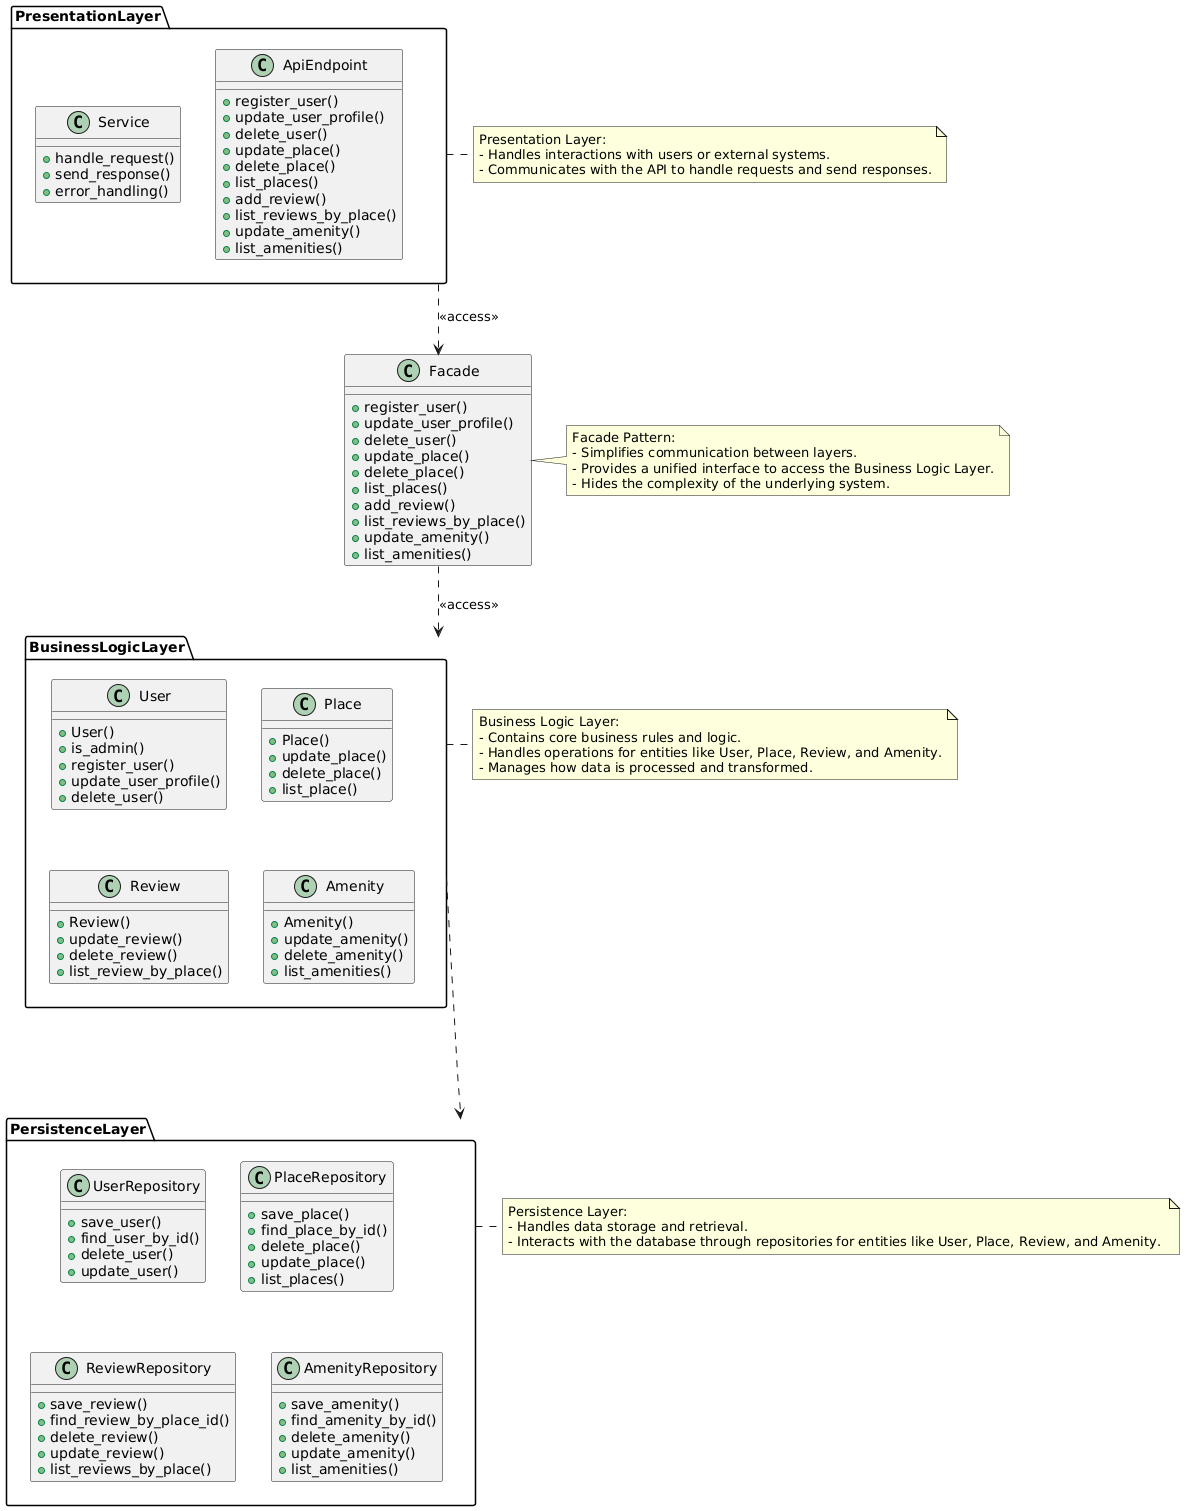 PresentationLayer
C Service
handle_request()
send_response()
error_handling()
C ApiEndpoint
register_user()
update_user_profile()
delete_user()
update_place()
delete_place()
list_places()
add_review()
list_reviews_by_place()
update_amenity()
list_amenities()
Presentation Layer:
- Handles interactions with users or external systems.
- Communicates with the API to handle requests and send responses.
«access»
C Facade
register_user()
update_user_profile()
delete_user()
update_place()
delete_place()
list_places()
add_review()
list_reviews_by_place()
update_amenity()
list_amenities()
Facade Pattern:
- Simplifies communication between layers.
- Provides a unified interface to access the Business Logic Layer.
- Hides the complexity of the underlying system.
«access»
BusinessLogicLayer
C User
User()
is_admin()
register_user()
update_user_profile()
delete_user()
C Place
Place()
update_place()
delete_place()
list_place()
Business Logic Layer:
- Contains core business rules and logic.
- Handles operations for entities like User, Place, Review, and Amenity.
- Manages how data is processed and transformed.
C Review
Review()
update_review()
delete_review()
list_review_by_place()
C Amenity
Amenity()
update_amenity()
delete_amenity()
list_amenities()
PersistenceLayer
C UserRepository
save_user()
find_user_by_id()
delete_user()
update_user()
C PlaceRepository
save_place()
find_place_by_id()
delete_place()
update_place()
list_places()
Persistence Layer:
- Handles data storage and retrieval.
- Interacts with the database through repositories for entities like User, Place, Review, and Amenity.
C ReviewRepository
save_review()
find_review_by_place_id()
delete_review()
update_review()
list_reviews_by_place()
C AmenityRepository
save_amenity()
find_amenity_by_id()
delete_amenity()
update_amenity()
list_amenities()